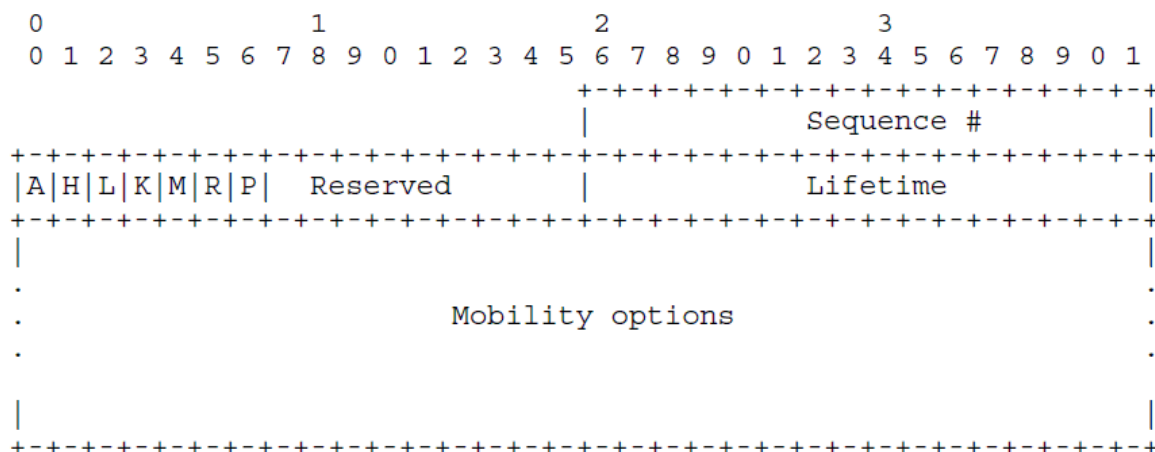 0                   1                   2                   3
0 1 2 3 4 5 6 7 8 9 0 1 2 3 4 5 6 7 8 9 0 1 2 3 4 5 6 7 8 9 0 1
+-+-+-+-+-+-+-+-+-+-+-+-+-+-+-+-+
|            Sequence #         |
+-+-+-+-+-+-+-+-+-+-+-+-+-+-+-+-+-+-+-+-+-+-+-+-+-+-+-+-+-+-+-+-+
|A|H|L|K|M|R|P|  Reserved       |            Lifetime           |
+-+-+-+-+-+-+-+-+-+-+-+-+-+-+-+-+-+-+-+-+-+-+-+-+-+-+-+-+-+-+-+-+
|                                                               |
.                                                               .
.                        Mobility options                       .
.                                                               .
|                                                               |
+-+-+-+-+-+-+-+-+-+-+-+-+-+-+-+-+-+-+-+-+-+-+-+-+-+-+-+-+-+-+-+-+